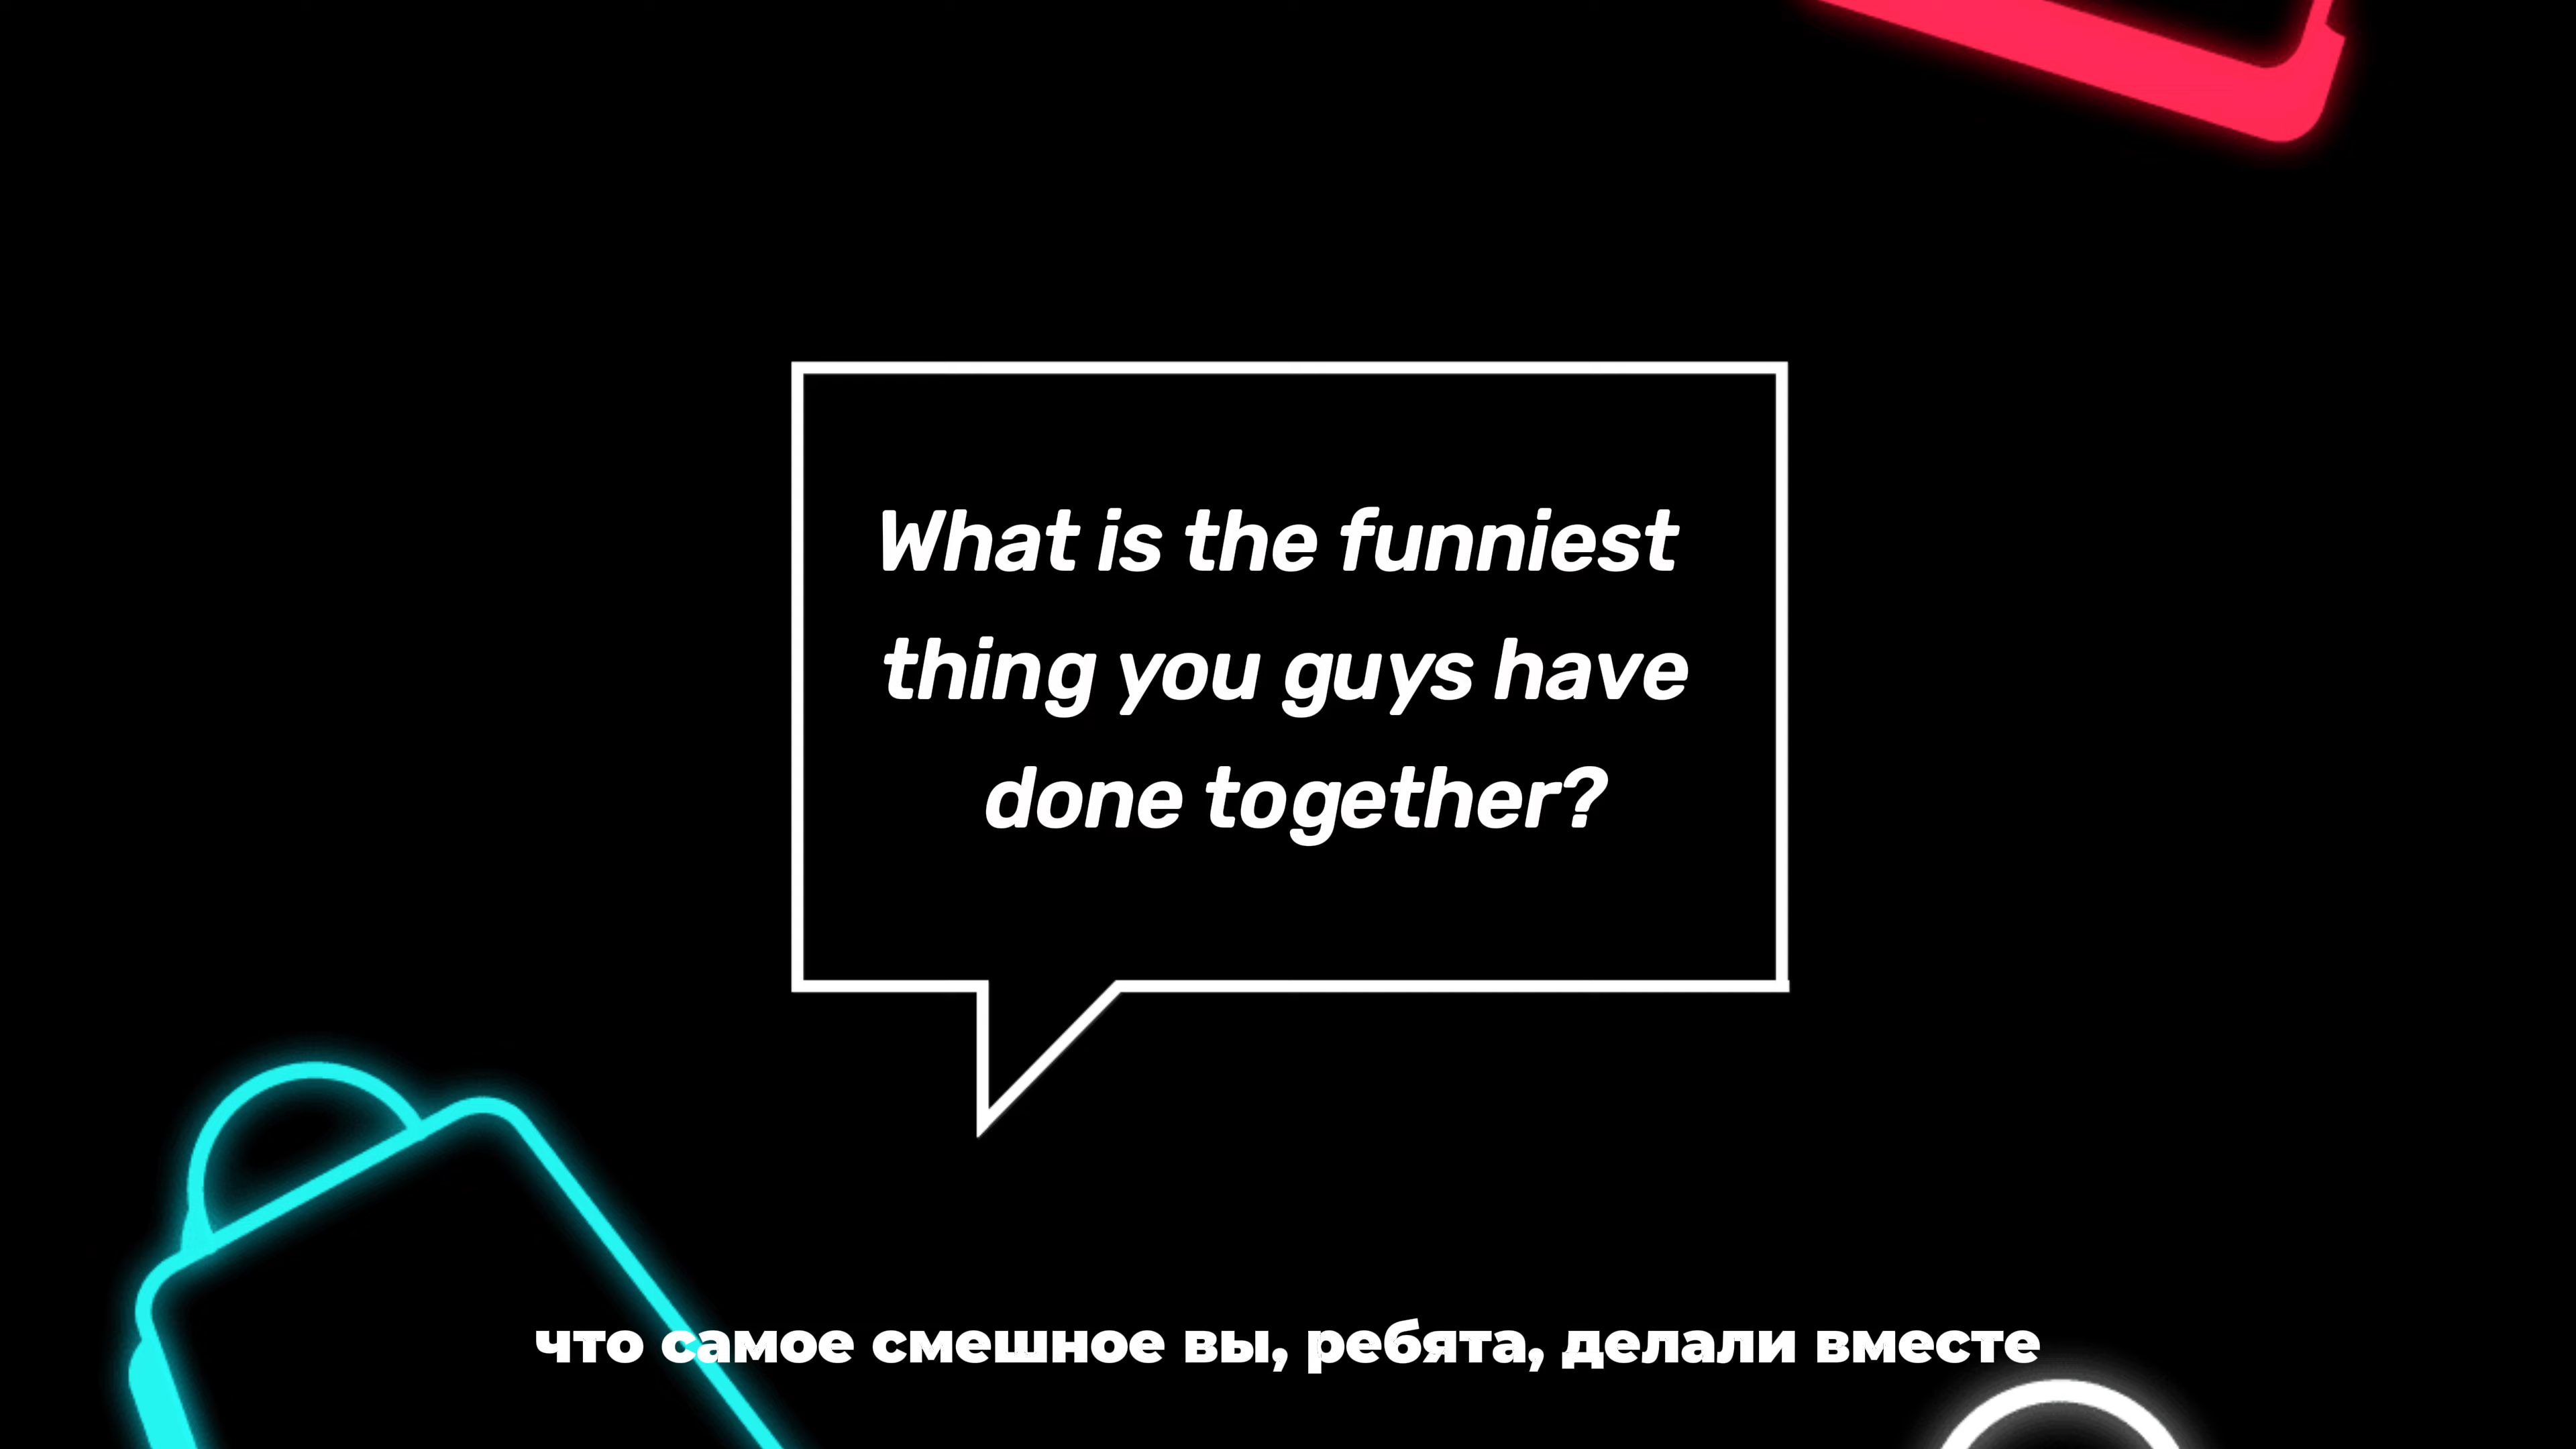 What is the funniest
thing you guys have
done together?
что самое смешное вы, ребята, делали вместе